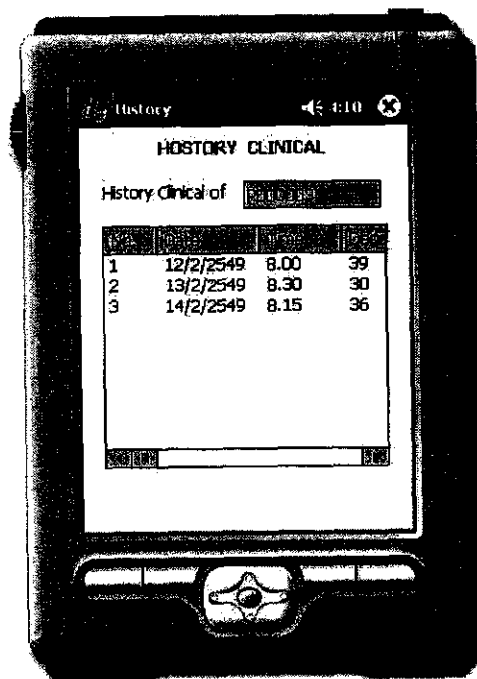 History 4:10
HOSTORY CLINICAL
History Clinical of
1 12/2/2549 8.00 39
2 13/2/2549 8.30 30
3 14/2/2549 8.15 36